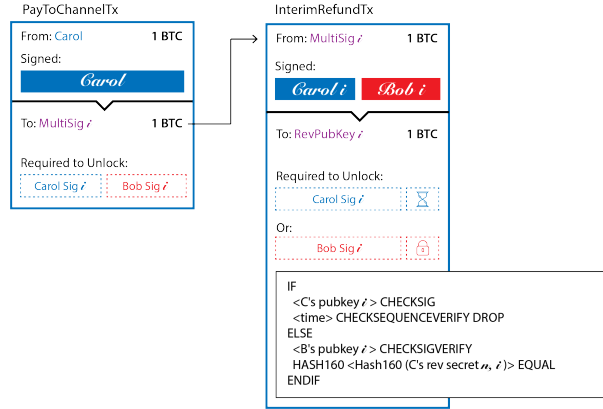 PayToChannelTx
From: Carol 1 BTC
Signed:
Carol
To: MultiSig i 1 BTC
Required to Unlock:
Carol Sig i Bob Sig i
InterimRefundTx
From: MultiSig i 1 BTC
Signed:
Carol i Bob i
To: RevPubKey i 1 BTC
Required to Unlock:
Carol Sig i
Or:
Bob Sig i
IF
<C's pubkey i > CHECKSIG
<time> CHECKSEQUENCEVERIFY DROP
ELSE
<B's pubkey i > CHECKSIGVERIFY
HASH160 <Hash160 (C's rev secret n, i )> EQUAL
ENDIF